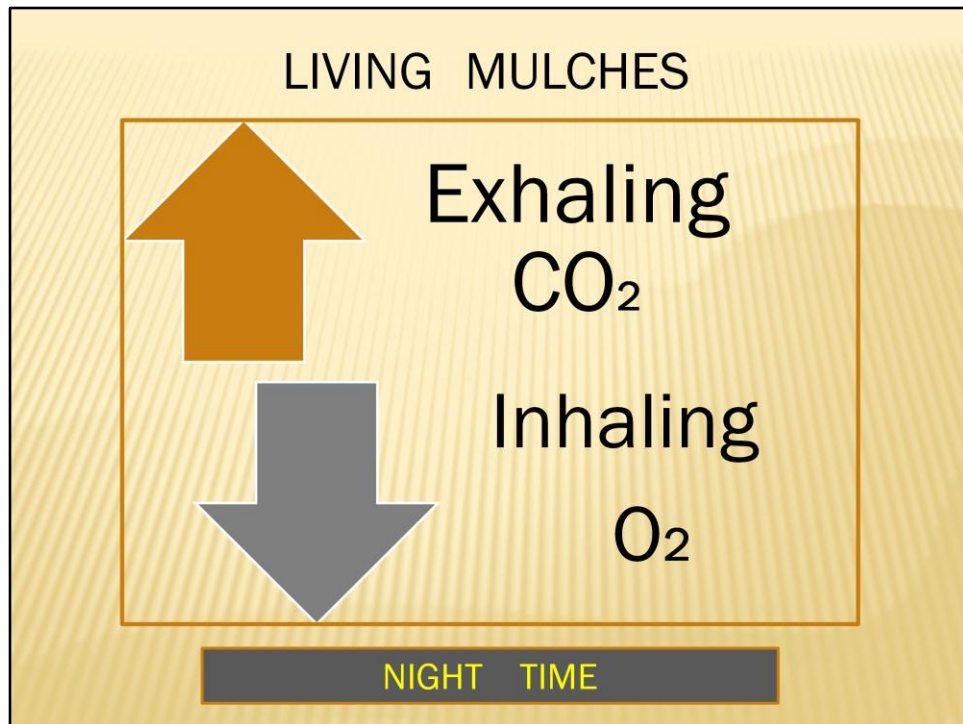 LIVING MULCHES
Exhaling
CO₂
Inhaling
O₂
NIGHT TIME